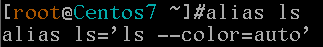 [root@Centos7 ~]#alias ls
alias ls='ls --color=auto'